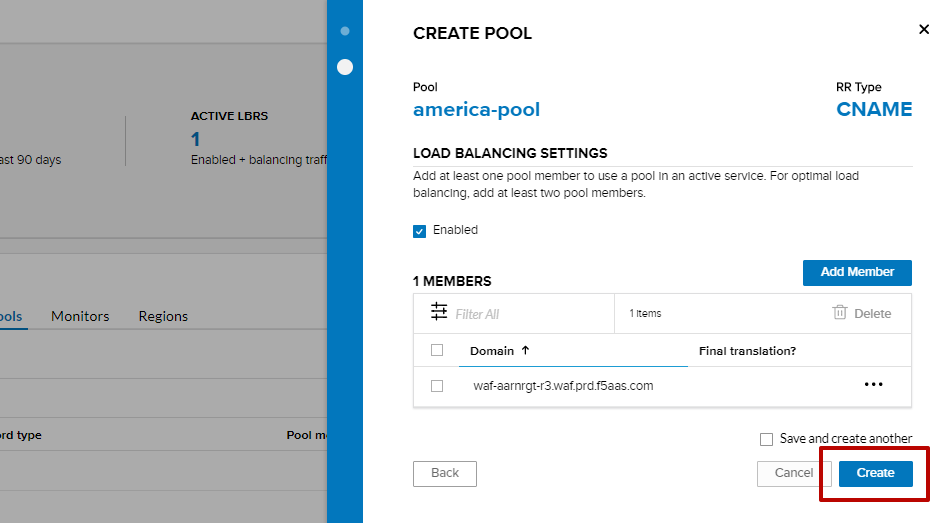 CREATE POOL
Pool
america-pool
RR Type
CNAME
LOAD BALANCING SETTINGS
Add at least one pool member to use a pool in an active service. For optimal load
balancing, add at least two pool members.
Enabled
1 MEMBERS
Add Member
Filter All
1 Items
Delete
Domain ↑
Final translation?
waf-aarnrgt-r3.waf.prd.f5aas.com
Save and create another
Back
Cancel
Create
ACTIVE LBRS
1
ast 90 days
Enabled + balancing traff
ools
Monitors
Regions
ord type
Pool m